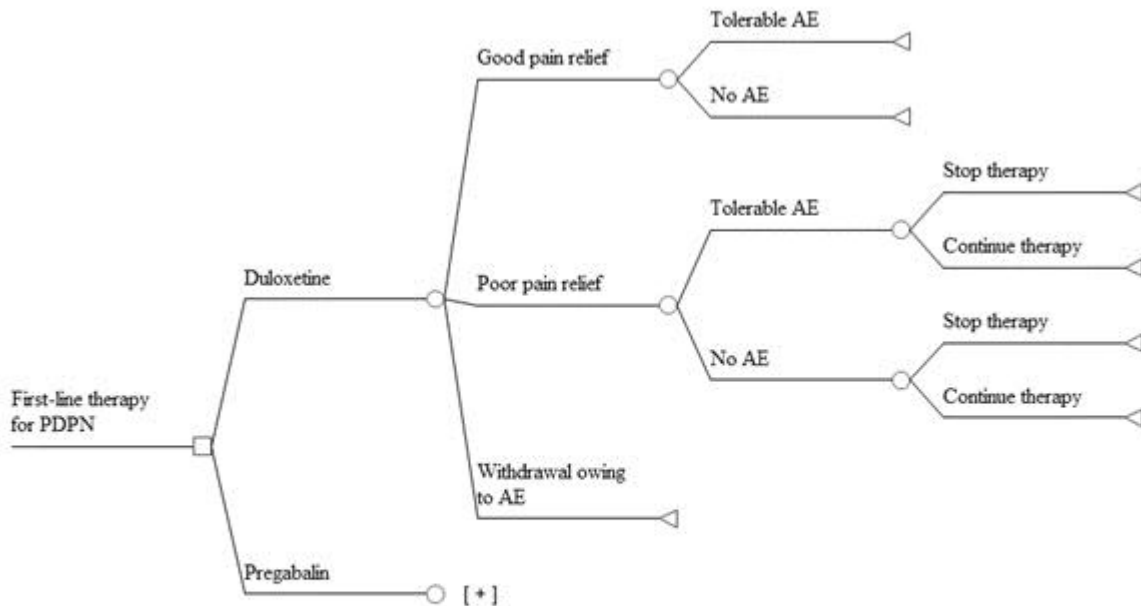 Tolerable AE
Good pain relief
No AE
Stop therapy
Tolerable AE
Continue therapy
Duloxetine
Poor pain relief
Stop therapy
No AE
Continue therapy
First-line therapy
for PDPN
Withdrawal owing
to AE
Pregabalin
[ + ]